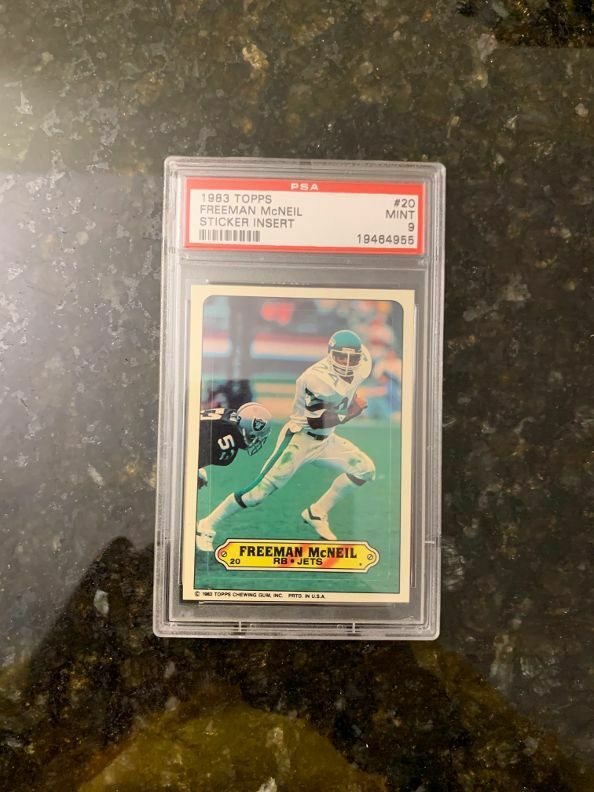 PSA
1983 TOPPS #20
FREEMAN McNEIL MINT
STICKER INSERT 9
19464955
53
FREEMAN McNEIL
20 RB • JETS *
© 1983 TOPPS CHEWING GUM, INC. PRTD. IN U.S.A.